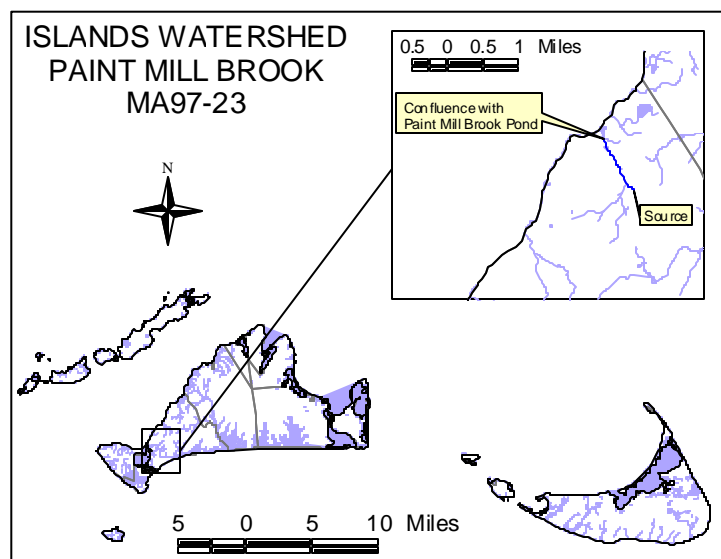 ISLANDS WATERSHED
PAINT MILL BROOK
MA97-23
0.5 0 0.5 1 Miles
Confluence with
Paint Mill Brook Pond
Source
N
5 0 5 10 Miles